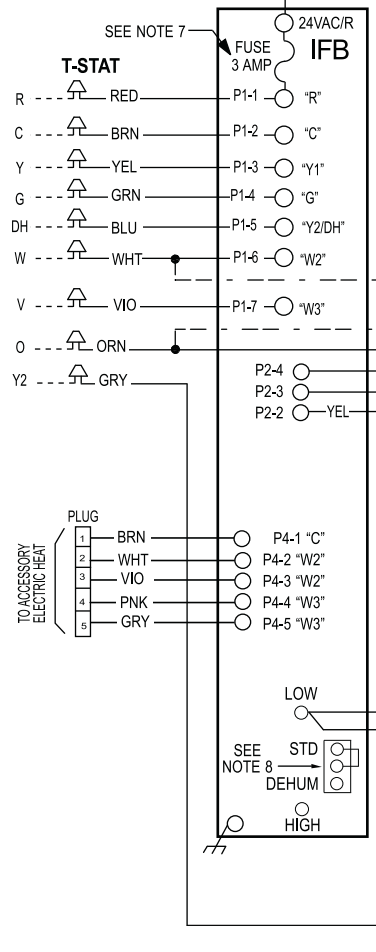 SEE NOTE 7
24VAC/R
FUSE
3 AMP
IFB
T-STAT
R RED P1-1 "R"
C BRN P1-2 "C"
Y YEL P1-3 "Y1"
G GRN P1-4 "G"
DH BLU P1-5 "Y2/DH"
W WHT P1-6 "W2"
V VIO P1-7 "W3"
O ORN
P2-4
Y2 GRY
P2-3
P2-2 YEL
PLUG
TO ACCESSORY
ELECTRIC HEAT
1 BRN P4-1 "C"
2 WHT P4-2 "W2"
3 VIO P4-3 "W2"
4 PNK P4-4 "W3"
5 GRY P4-5 "W3"
LOW
SEE
NOTE 8
STD
DEHUM
HIGH